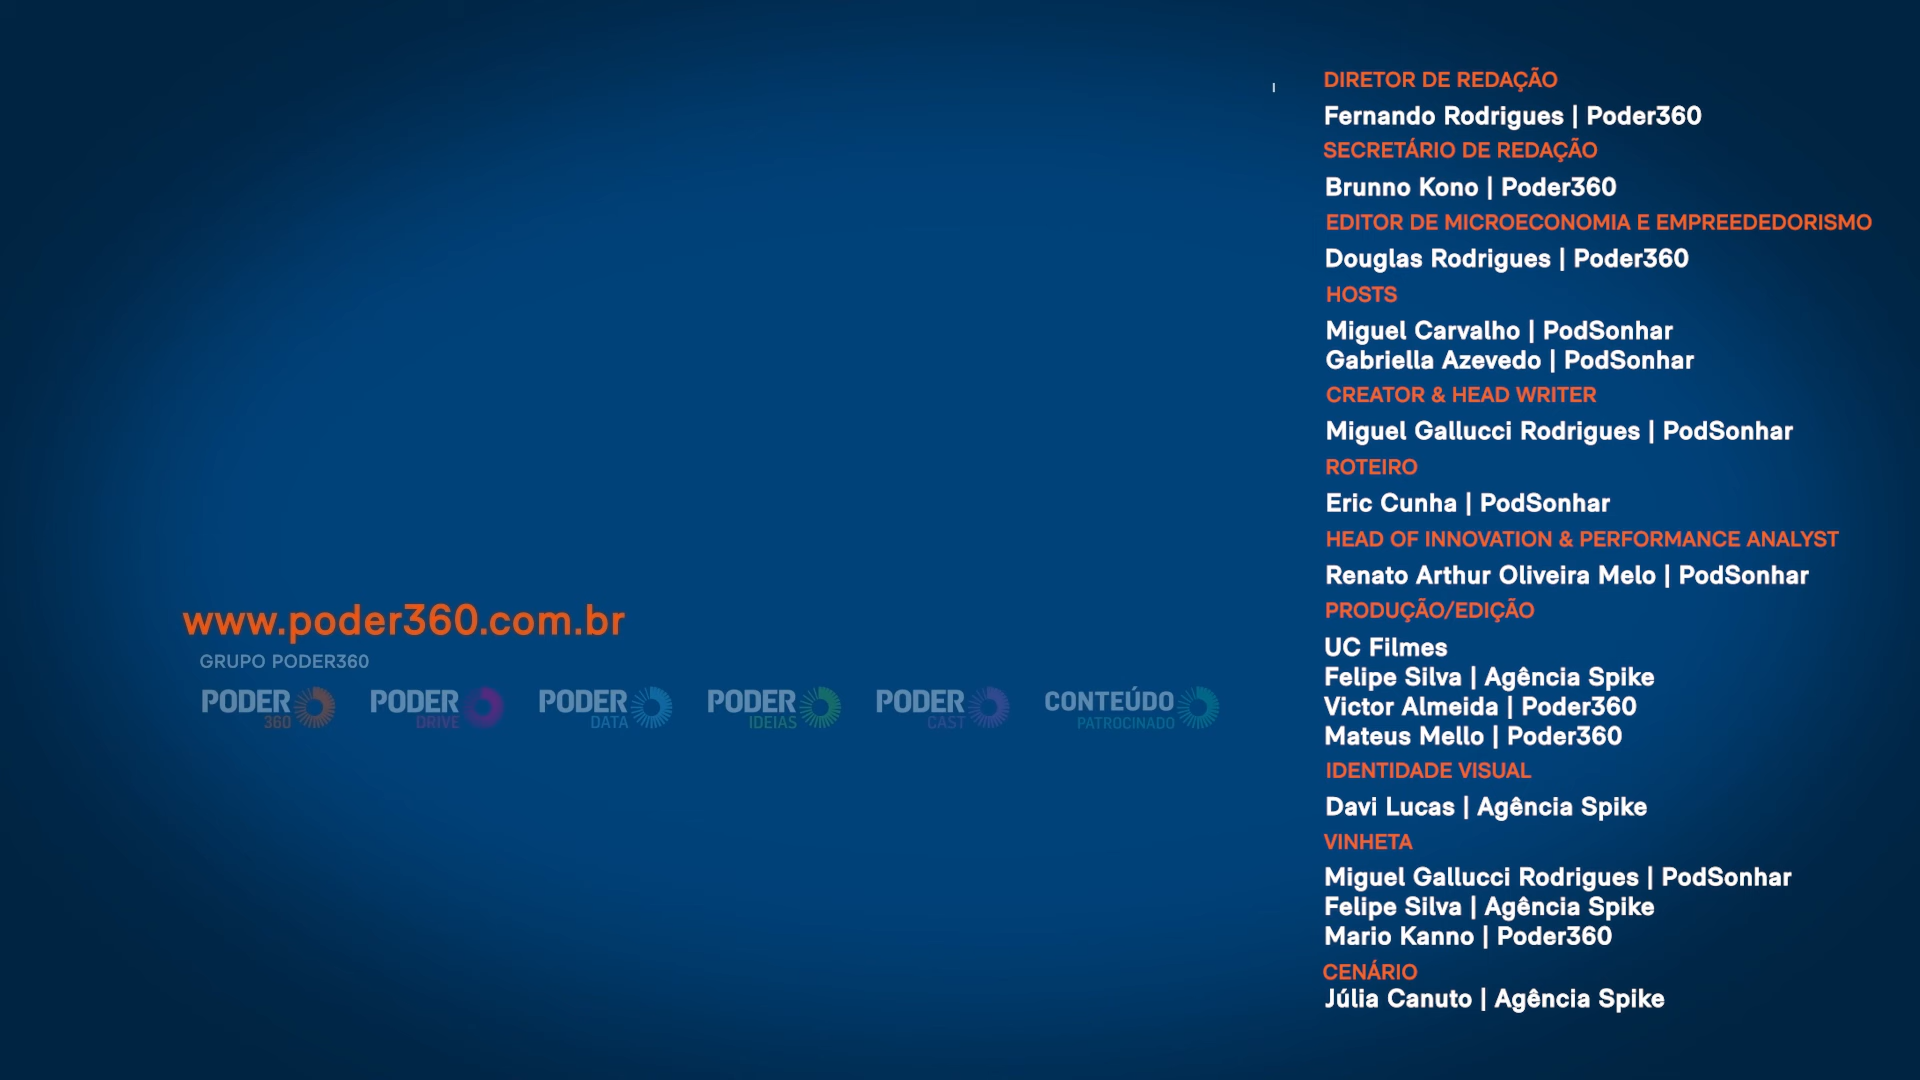 DIRETOR DE REDAÇÃO
Fernando Rodrigues | Poder360
SECRETÁRIO DE REDAÇÃO
Brunno Kono | Poder360
EDITOR DE MICROECONOMIA E EMPREEDEDORISMO
Douglas Rodrigues | Poder360
HOSTS
Miguel Carvalho | PodSonhar
Gabriella Azevedo | PodSonhar
CREATOR & HEAD WRITER
Miguel Gallucci Rodrigues | PodSonhar
ROTEIRO
Eric Cunha | PodSonhar
HEAD OF INNOVATION & PERFORMANCE ANALYST
Renato Arthur Oliveira Melo | PodSonhar
PRODUÇÃO/EDIÇÃO
UC Filmes
Felipe Silva | Agência Spike
Victor Almeida | Poder360
Mateus Mello | Poder360
IDENTIDADE VISUAL
Davi Lucas | Agência Spike
VINHETA
Miguel Gallucci Rodrigues | PodSonhar
Felipe Silva | Agência Spike
Mario Kanno | Poder360
CENÁRIO
Júlia Canuto | Agência Spike
www.poder360.com.br
GRUPO PODER360
PODER 360
PODER DRIVE
PODER DATA
PODER IDEIAS
PODER CAST
CONTEÚDO PATROCINADO